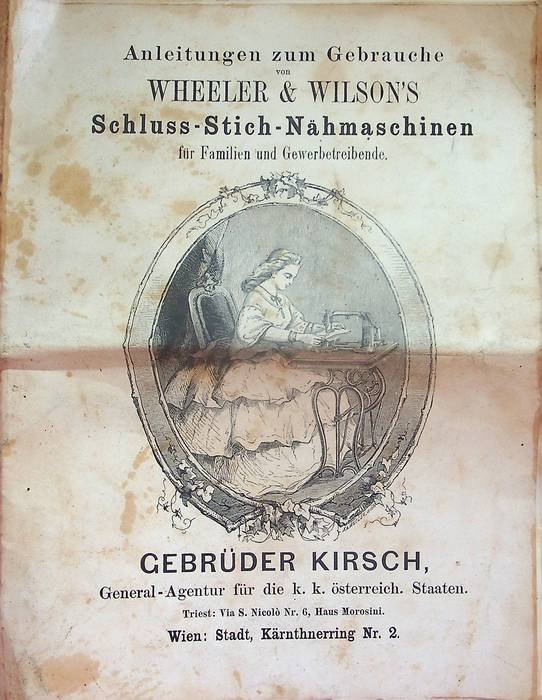 Anleitungen zum Gebrauche
von
WHEELER & WILSON'S
Schluss-Stich-Nähmaschinen
für Familien und Gewerbetreibende.
GEBRÜDER KIRSCH,
General-Agentur für die k. k. österreich. Staaten.
Triest: Via S. Nicolò Nr. 6, Haus Morosini.
Wien: Stadt, Kärnthnerring Nr. 2.